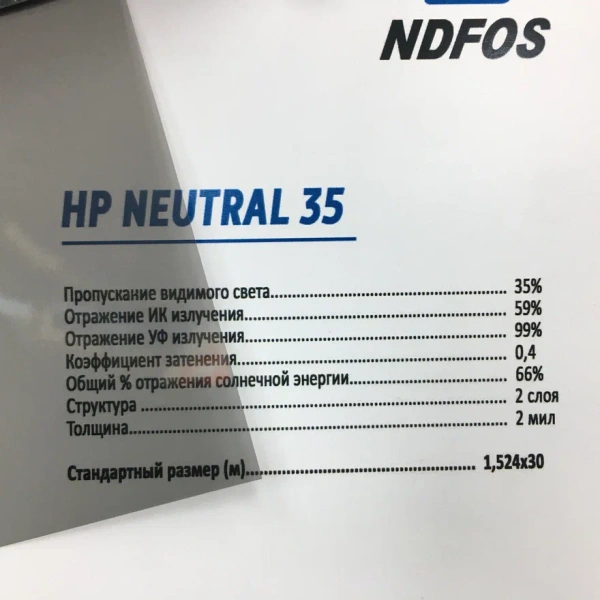 NDFOS
HP NEUTRAL 35
Пропускание видимого света.................................................. 35%
Отражение ИК излучения...................................................... 59%
Отражение УФ излучения...................................................... 99%
Коэффициент затенения........................................................ 0,4
Общий % отражения солнечной энергии............................... 66%
Структура .............................................................................. 2 слоя
Толщина................................................................................. 2 мил
Стандартный размер (м)................................................ 1,524x30